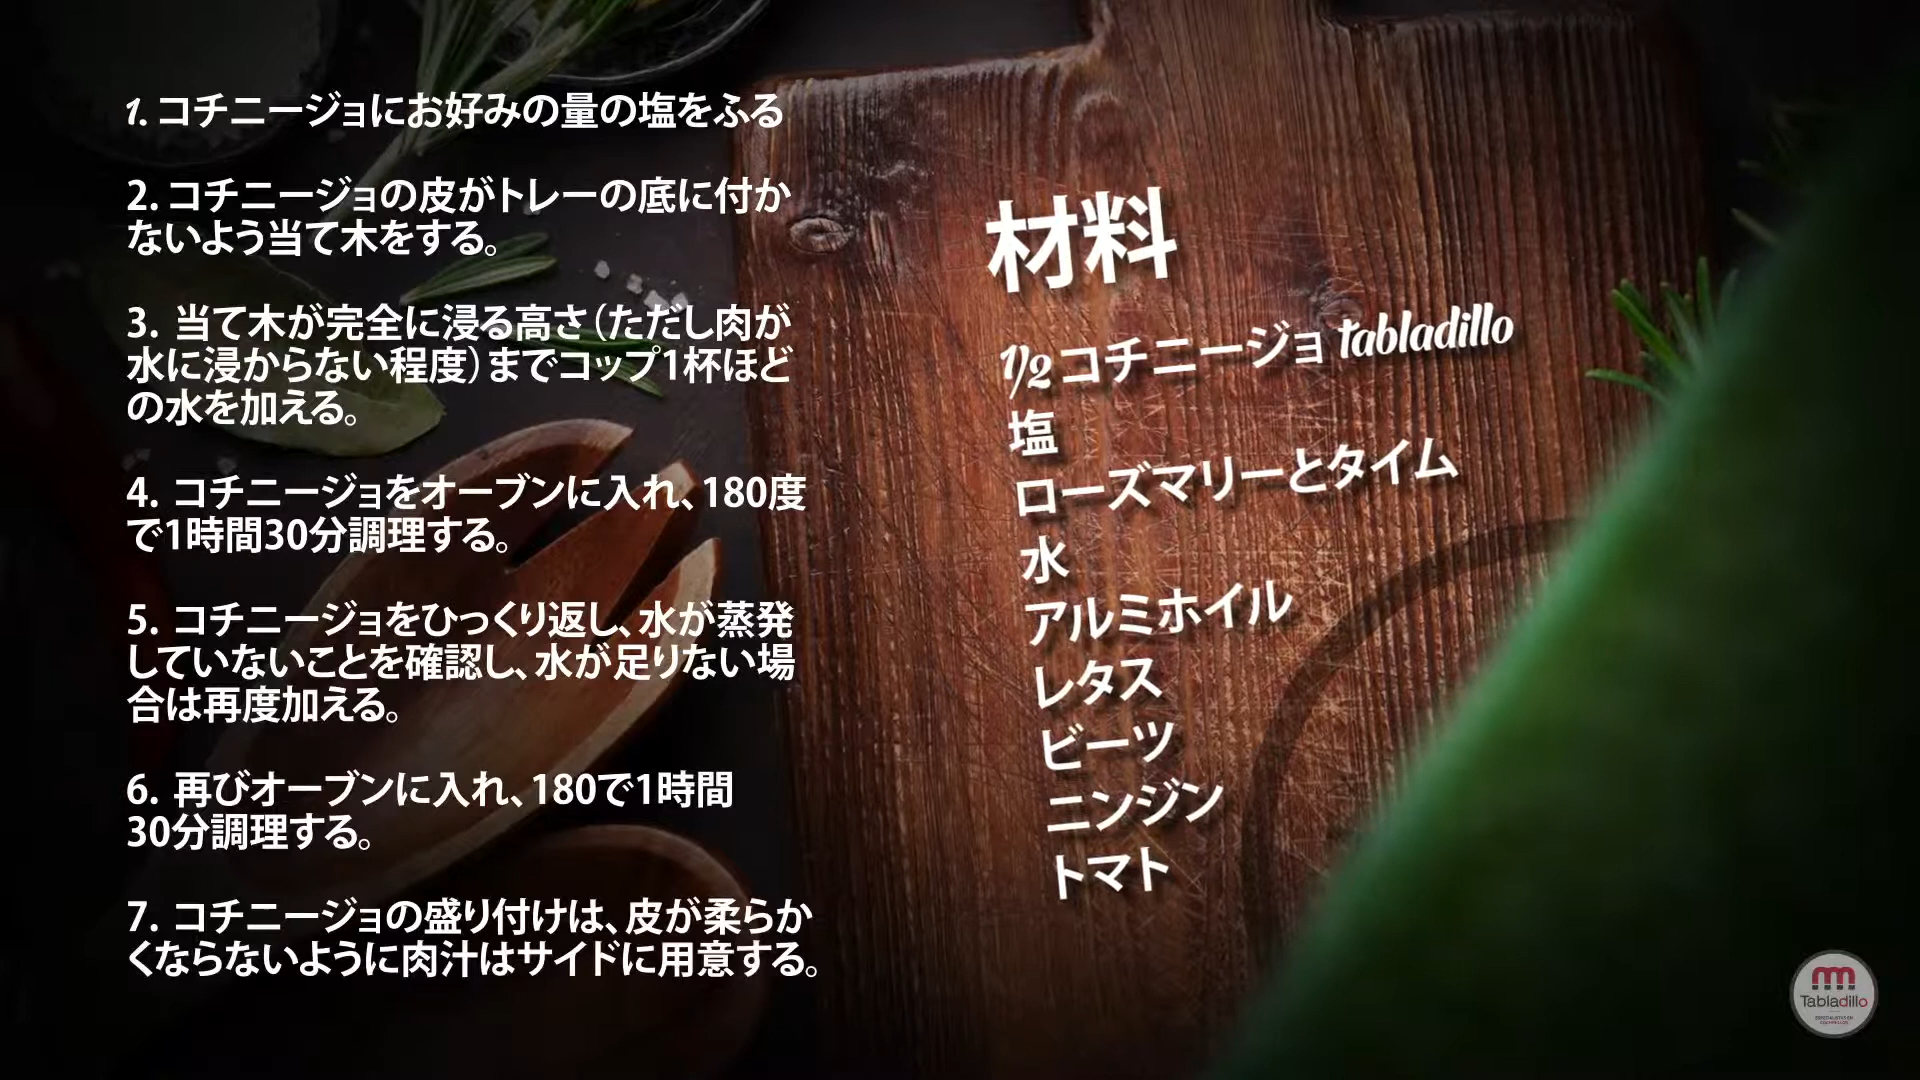 1. コチニージョにお好みの量の塩をふる
2. コチニージョの皮がトレーの底に付か
ないよう当て木をする。
3. 当て木が完全に浸る高さ（ただし肉が
水に浸からない程度）までコップ1杯ほど
の水を加える。
4. コチニージョをオーブンに入れ、180度
で1時間30分調理する。
5. コチニージョをひっくり返し、水が蒸発
していないことを確認し、水が足りない場
合は再度加える。
6. 再びオーブンに入れ、180で1時間
30分調理する。
7. コチニージョの盛り付けは、皮が柔らか
くならないように肉汁はサイドに用意する。
材料
1/2 コチニージョ tabladillo
塩
ローズマリーとタイム
水
アルミホイル
レタス
ビーツ
ニンジン
トマト
Tabladillo
ESPECIALISTAS EN
COCHINILLOS